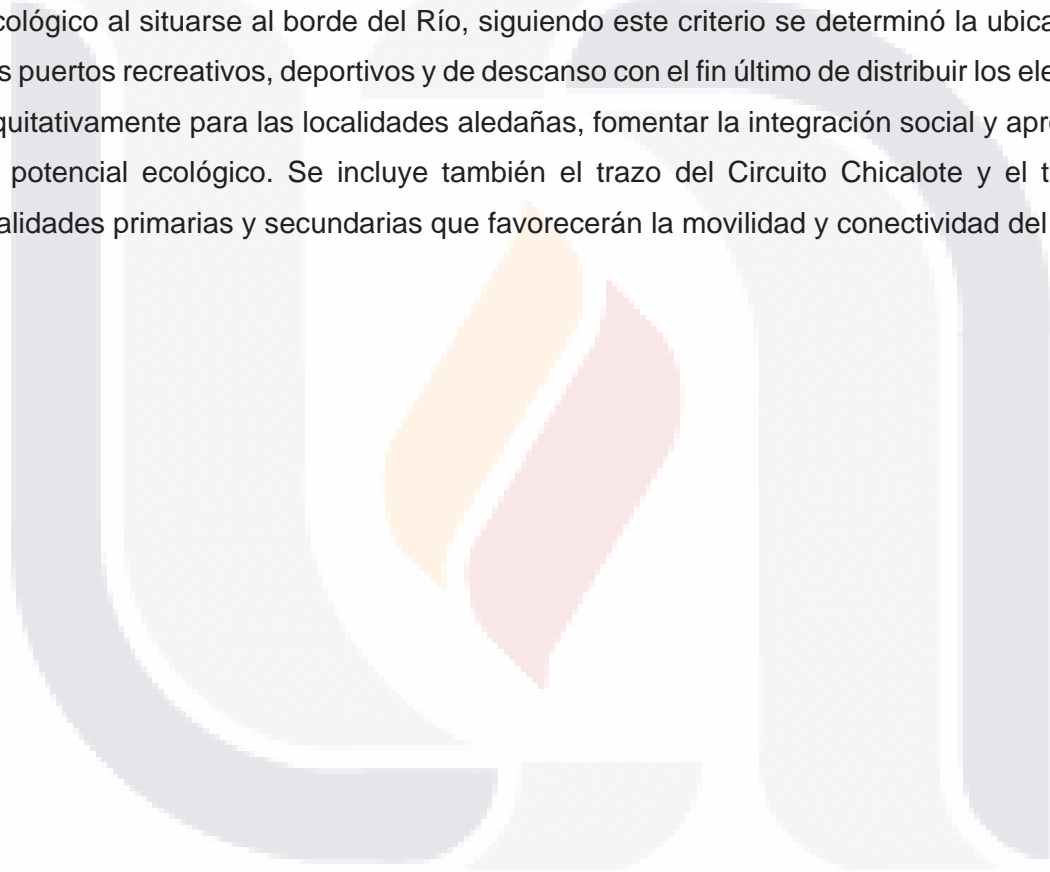 cológico al situarse al borde del Río, siguiendo este criterio se determinó la ubica
s puertos recreativos, deportivos y de descanso con el fin último de distribuir los ele
quitativamente para las localidades aledañas, fomentar la integración social y apro
potencial ecológico. Se incluye también el trazo del Circuito Chicalote y el t
alidades primarias y secundarias que favorecerán la movilidad y conectividad del